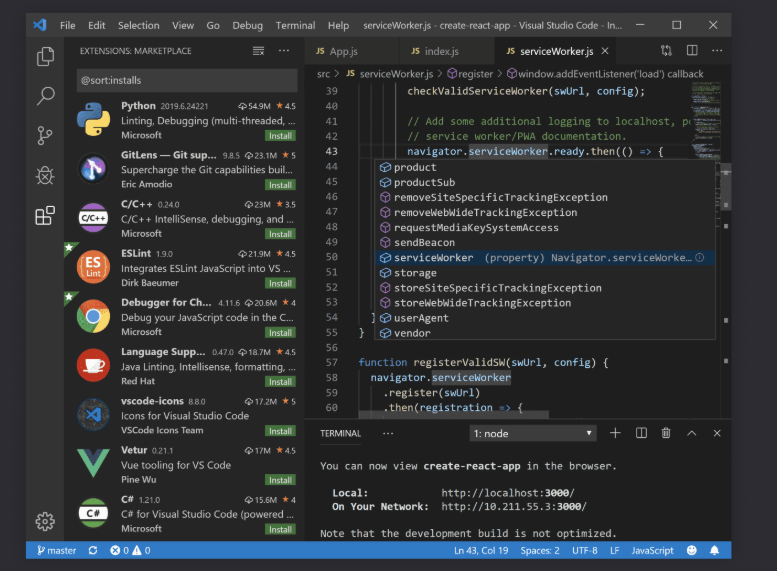 File Edit Selection View Go Debug Terminal Help serviceWorker.js - create-react-app - Visual Studio Code - In...
EXTENSIONS: MARKETPLACE
@sort:installs
Python 2019.6.24221 54.9M ★ 4.5
Linting, Debugging (multi-threaded, ...
Microsoft Install
GitLens — Git sup... 9.8.5 23.1M ★ 5
Supercharge the Git capabilities buil...
Eric Amodio Install
C/C++ C/C++ 0.24.0 23M ★ 3.5
C/C++ IntelliSense, debugging, and ...
Microsoft Install
ESLint 1.9.0 21.9M ★ 4.5
ES Lint
Integrates ESLint JavaScript into VS ...
Dirk Baeumer Install
Debugger for Ch... 4.11.6 20.6M ★ 4
Debug your JavaScript code in the C...
Microsoft Install
Language Supp... 0.47.0 18.7M ★ 4.5
Java Linting, Intellisense, formatting, ...
Red Hat Install
vscode-icons 8.8.0 17.2M ★ 5
Icons for Visual Studio Code
VSCode Icons Team Install
Vetur 0.21.1 17M ★ 4.5
Vue tooling for VS Code
Pine Wu Install
C# C# 1.21.0 15.6M ★ 4
C# for Visual Studio Code (powered ...
Microsoft Install
JS App.js JS index.js JS serviceWorker.js
src > JS serviceWorker.js > register > window.addEventListener('load') callback
39 checkValidServiceWorker(swUrl, config);
40
41 // Add some additional logging to localhost, po
42 // service worker/PWA documentation.
43 navigator.serviceWorker.ready.then(() => {
44 product
45 productSub
46 removeSiteSpecificTrackingException
47 removeWebWideTrackingException
48 requestMediaKeySystemAccess
49 sendBeacon
50 serviceWorker (property) Navigator.serviceWorke...
51 storage
52 storeSiteSpecificTrackingException
53 storeWebWideTrackingException
54 } userAgent
55 } vendor
56
57 function registerValidSW(swUrl, config) {
58 navigator.serviceWorker
59 .register(swUrl)
60 .then(registration => {
TERMINAL ... 1: node
You can now view create-react-app in the browser.
Local: http://localhost:3000/
On Your Network: http://10.211.55.3:3000/
Note that the development build is not optimized.
master 0 0 Ln 43, Col 19 Spaces: 2 UTF-8 LF JavaScript